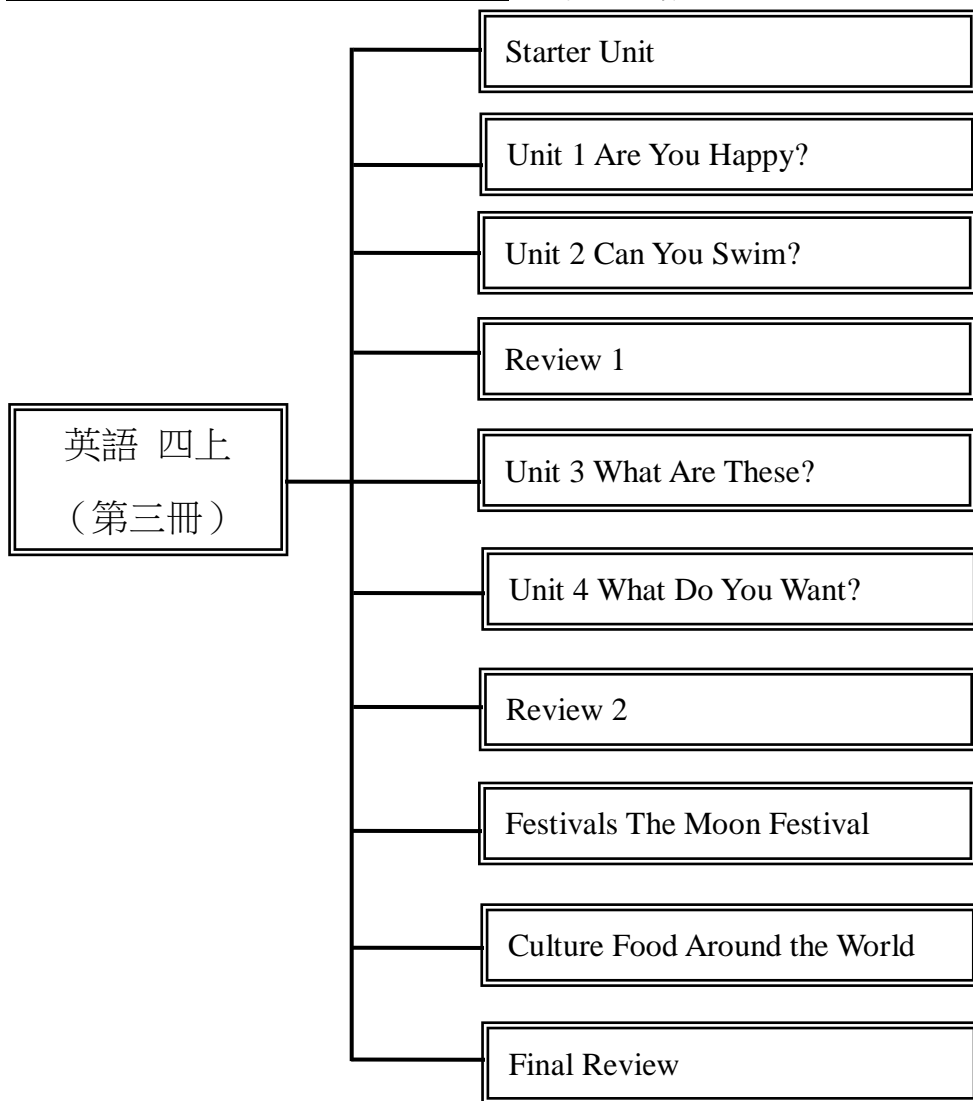 Starter Unit
Unit 1 Are You Happy?
Unit 2 Can You Swim?
Review 1
英語 四上
（第三冊）
Unit 3 What Are These?
Unit 4 What Do You Want?
Review 2
Festivals The Moon Festival
Culture Food Around the World
Final Review